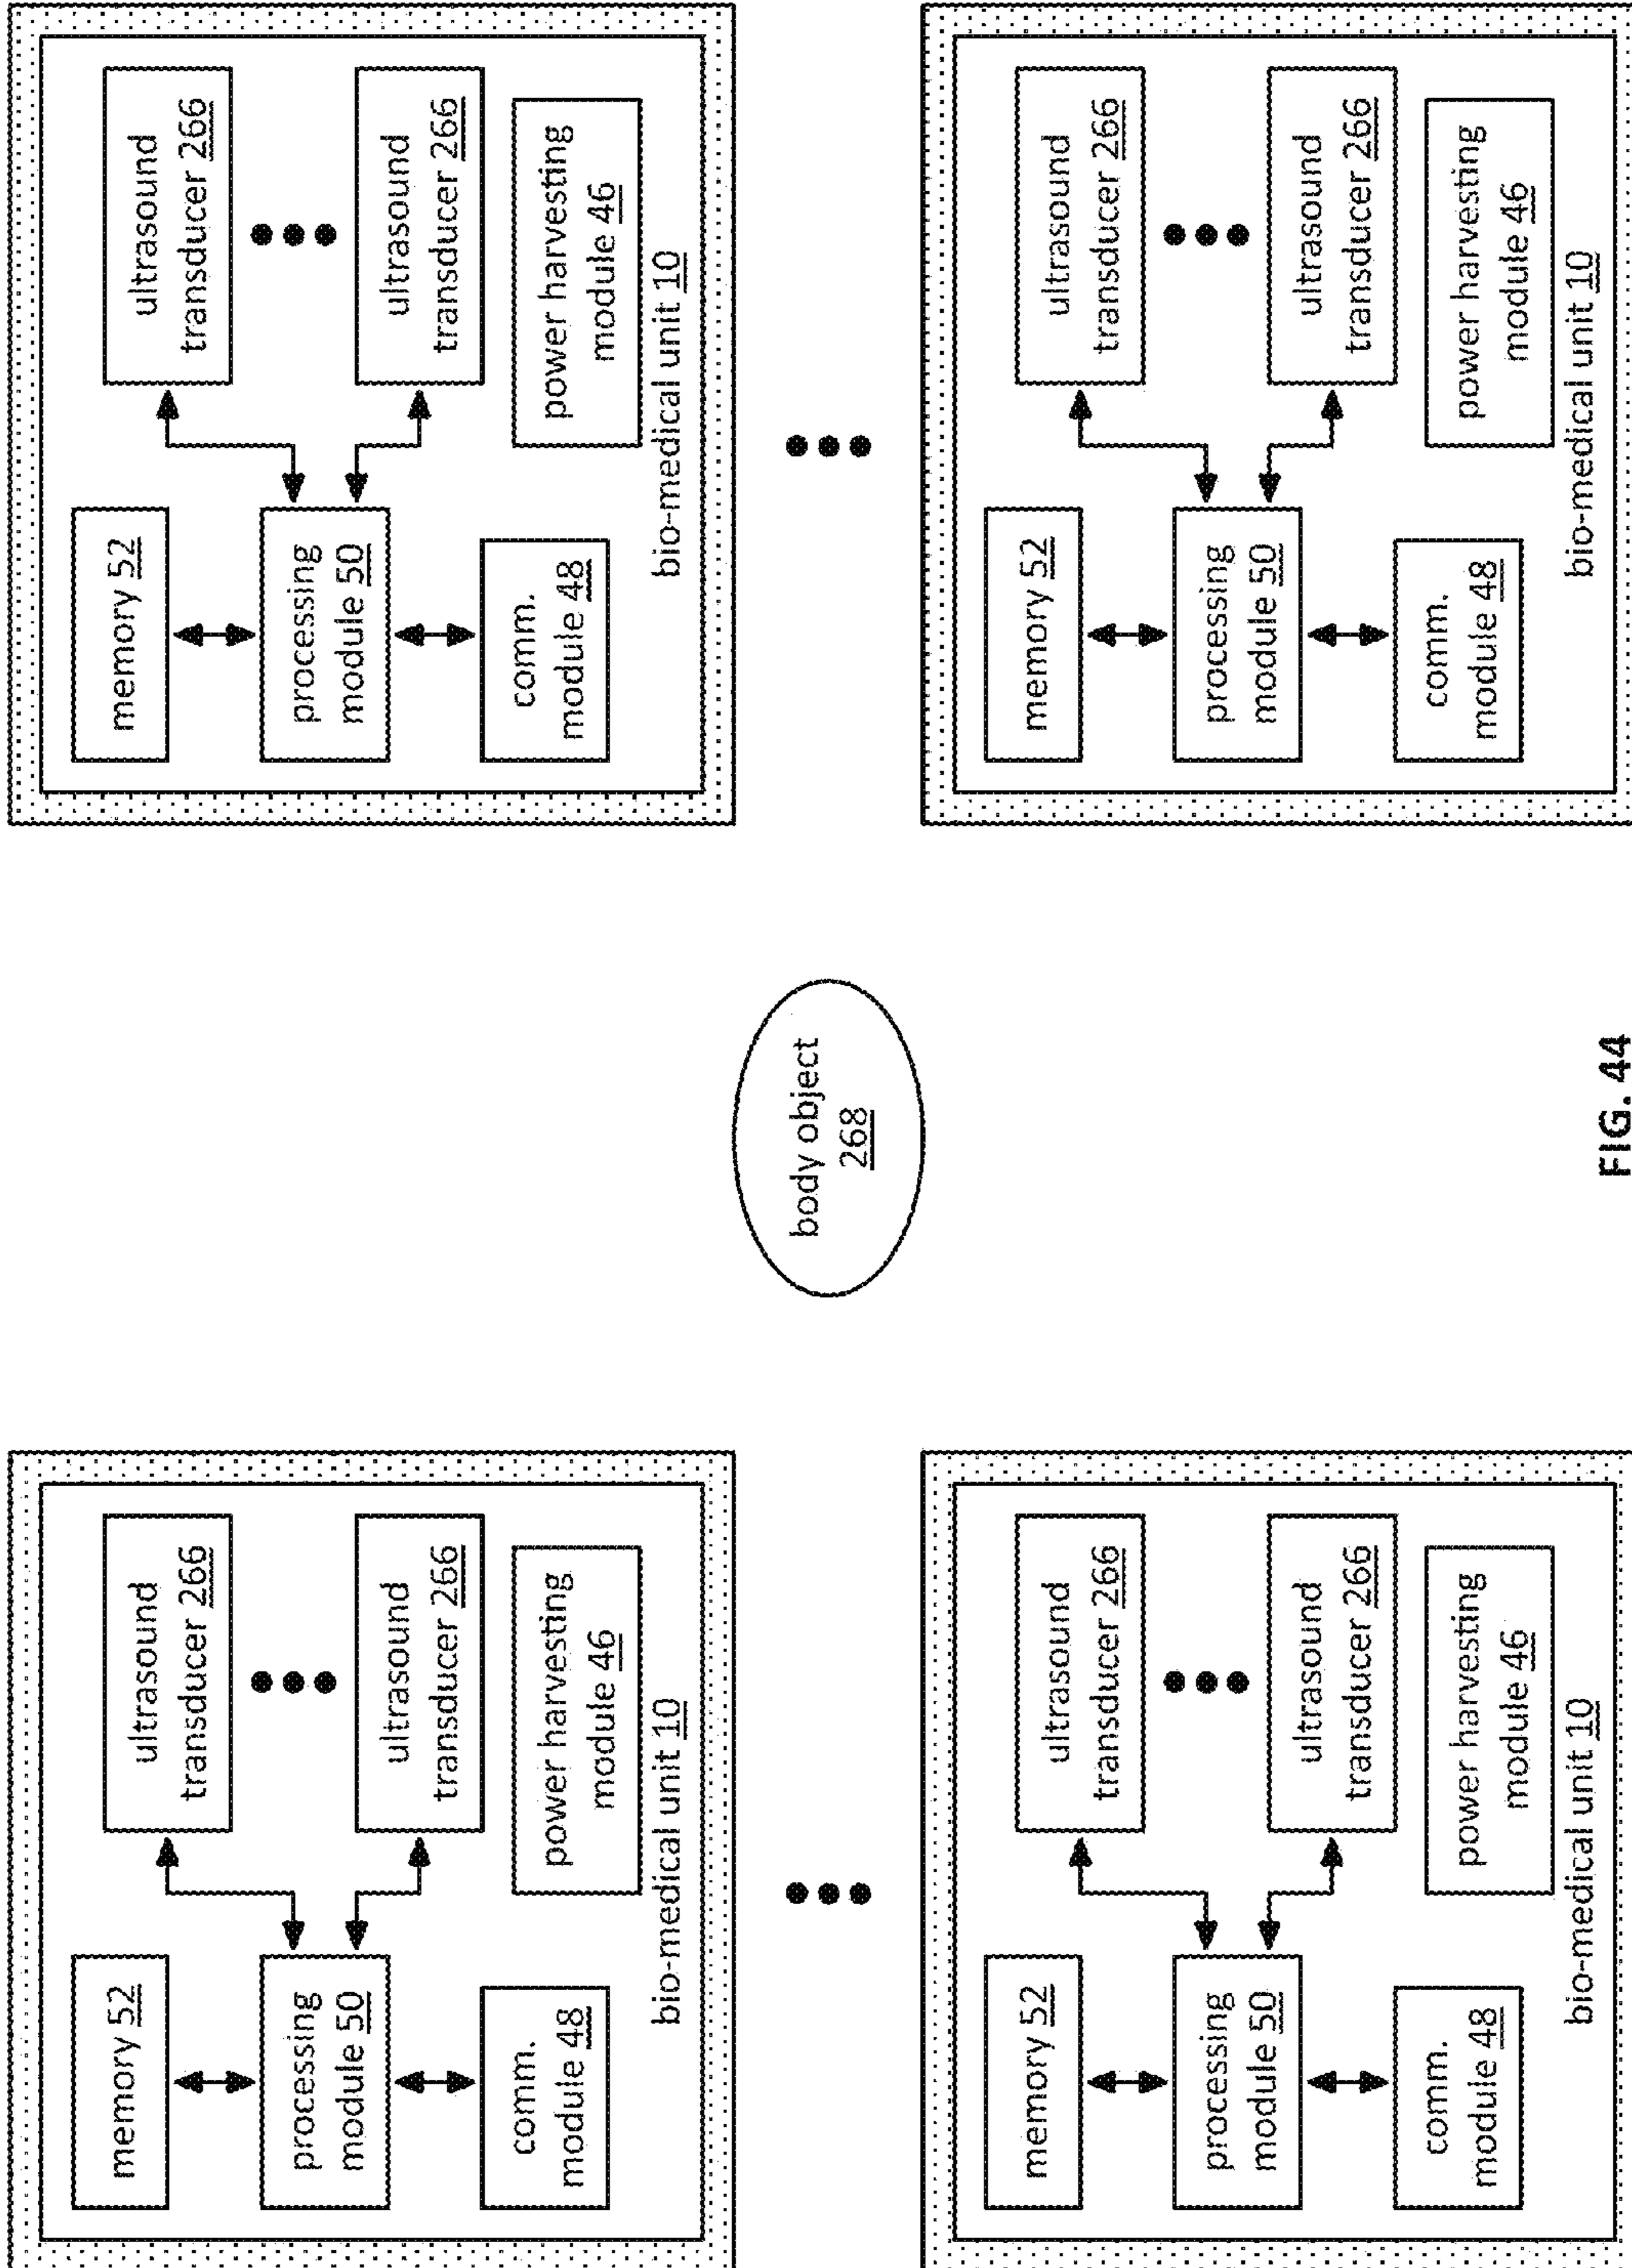 memory 52
processing
module 50
comm.
module 48
ultrasound
transducer 266
ultrasound
transducer 266
power harvesting
module 46
bio-medical unit 10
memory 52
processing
module 50
comm.
module 48
ultrasound
transducer 266
ultrasound
transducer 266
power harvesting
module 46
bio-medical unit 10
body object
268
memory 52
processing
module 50
comm.
module 48
ultrasound
transducer 266
ultrasound
transducer 266
power harvesting
module 46
bio-medical unit 10
memory 52
processing
module 50
comm.
module 48
ultrasound
transducer 266
ultrasound
transducer 266
power harvesting
module 46
bio-medical unit 10
FIG. 44